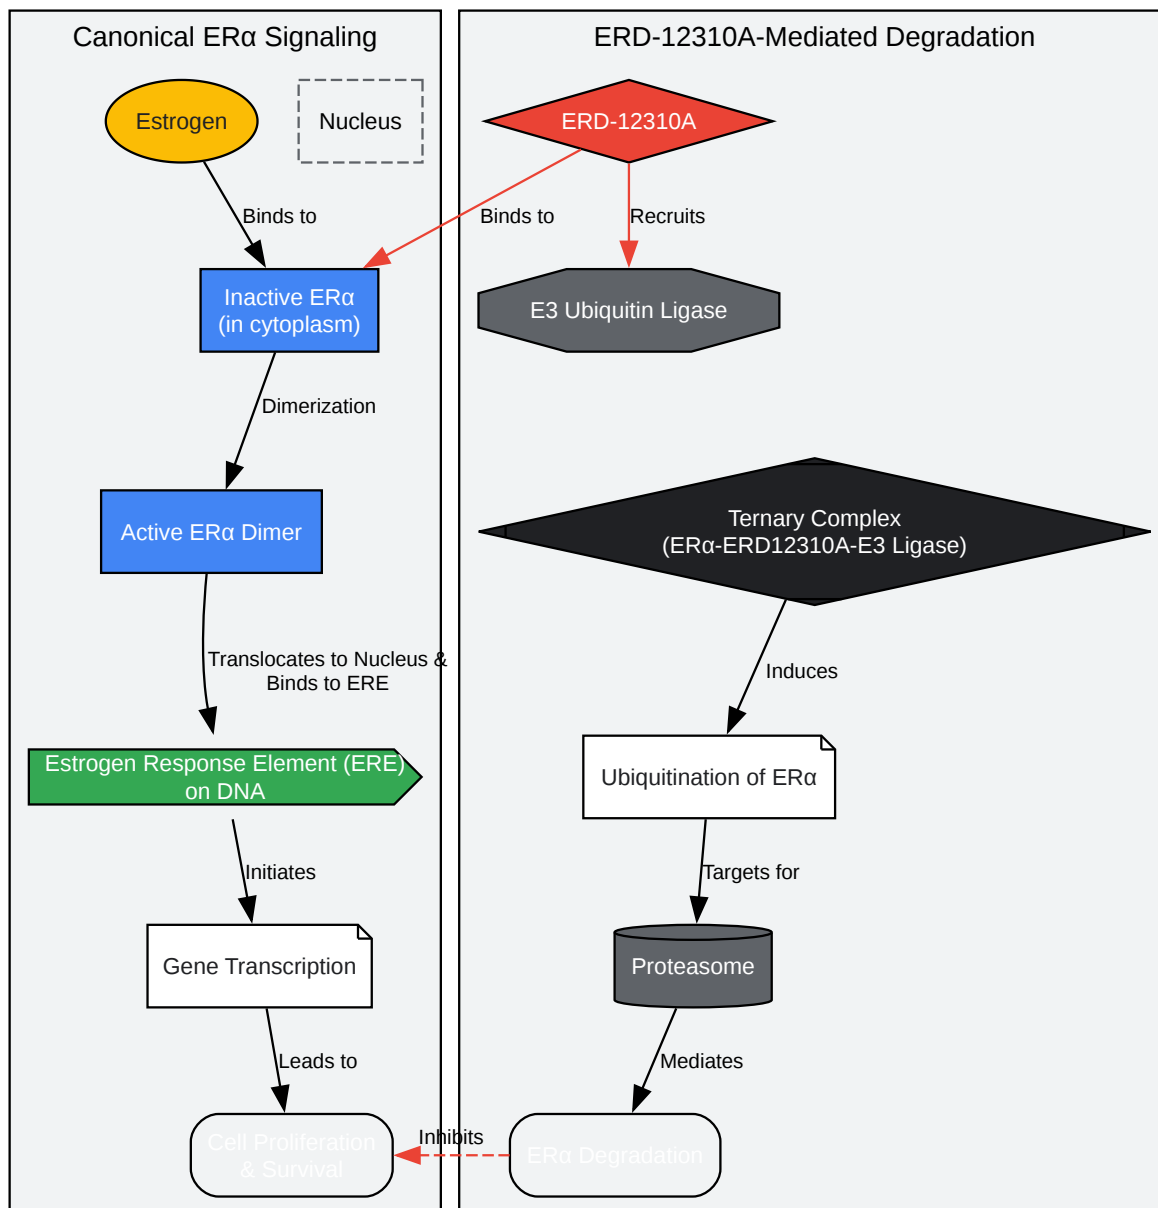 Canonical ERα Signaling
Estrogen
Nucleus
Binds to
Inactive ERα
(in cytoplasm)
Dimerization
Active ERα Dimer
Translocates to Nucleus &
Binds to ERE
Estrogen Response Element (ERE)
on DNA
Initiates
Gene Transcription
Leads to
Cell Proliferation
& Survival
ERD-12310A-Mediated Degradation
ERD-12310A
Binds to
Recruits
E3 Ubiquitin Ligase
Ternary Complex
(ERα-ERD12310A-E3 Ligase)
Induces
Ubiquitination of ERα
Targets for
Proteasome
Mediates
ERα Degradation
Inhibits